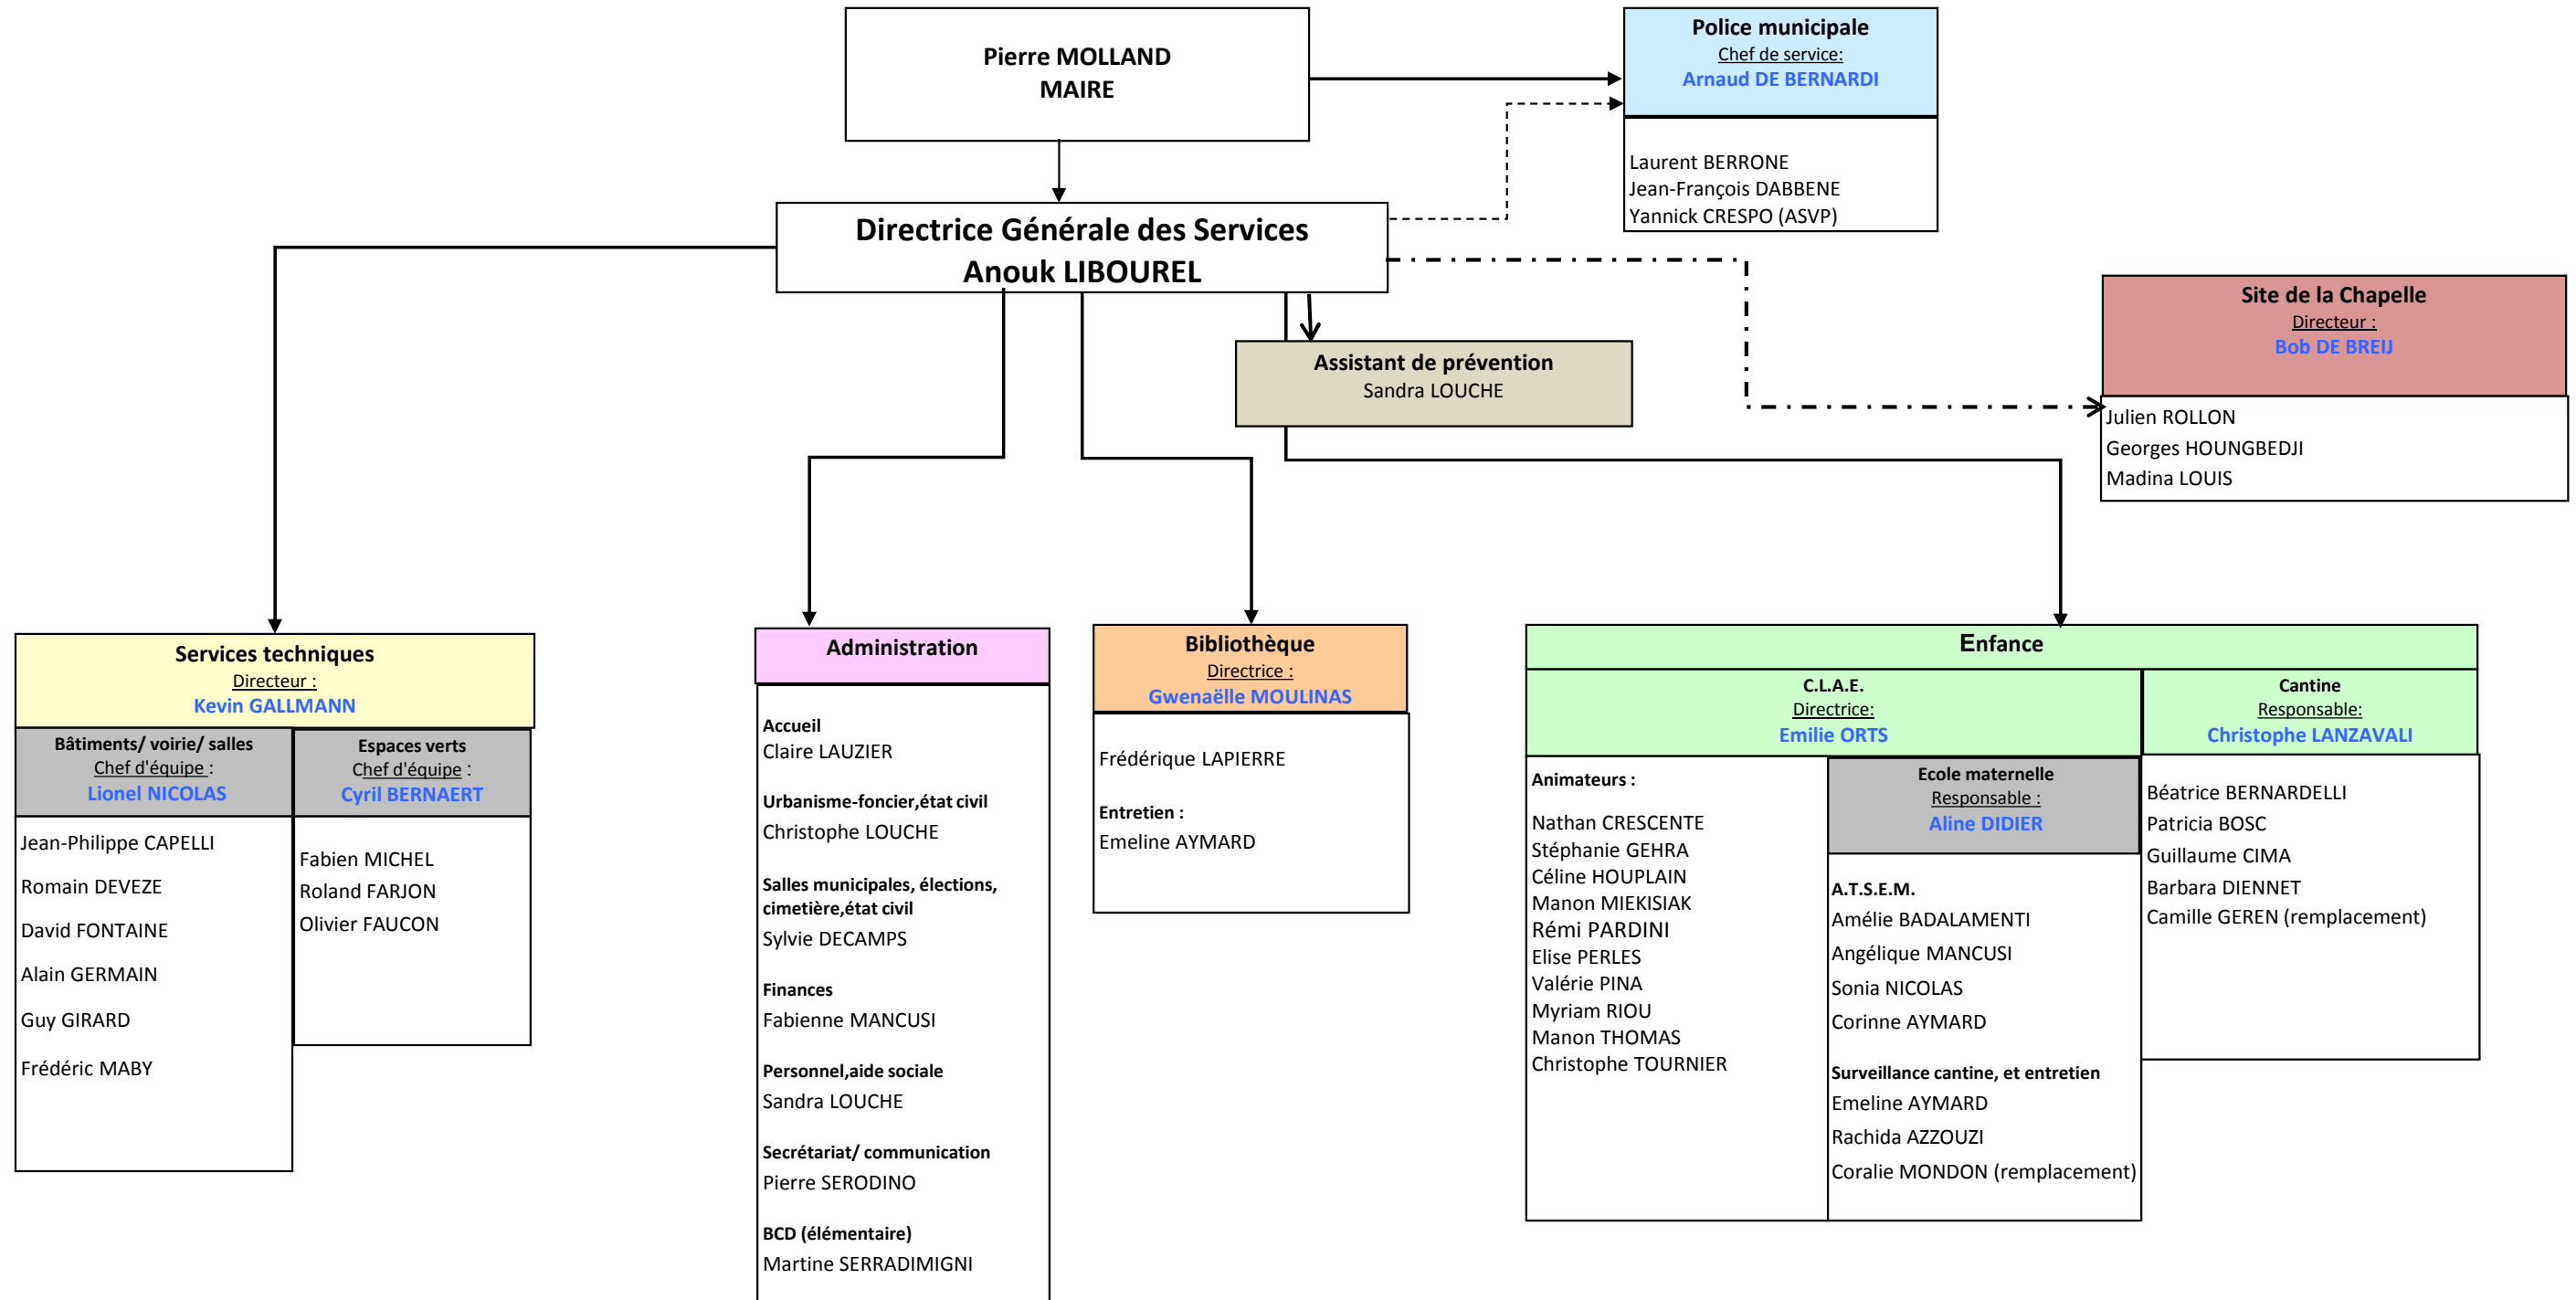 Pierre MOLLAND
MAIRE
Police municipale
Chef de service:
Arnaud DE BERNARDI
Laurent BERRONE
Jean-François DABBENE
Yannick CRESPO (ASVP)
Directrice Générale des Services
Anouk LIBOUREL
Site de la Chapelle
Directeur :
Bob DE BREIJ
Julien ROLLON
Georges HOUNGBEDJI
Madina LOUIS
Assistant de prévention
Sandra LOUCHE
Services techniques
Directeur :
Kevin GALLMANN
Bâtiments/ voirie/ salles
Chef d'équipe :
Lionel NICOLAS
Jean-Philippe CAPELLI
Romain DEVEZE
David FONTAINE
Alain GERMAIN
Guy GIRARD
Frédéric MABY
Espaces verts
Chef d'équipe :
Cyril BERNAERT
Fabien MICHEL
Roland FARJON
Olivier FAUCON
Administration
Accueil
Claire LAUZIER
Urbanisme-foncier,état civil
Christophe LOUCHE
Salles municipales, élections,
cimetière,état civil
Sylvie DECAMPS
Finances
Fabienne MANCUSI
Personnel,aide sociale
Sandra LOUCHE
Secrétariat/ communication
Pierre SERODINO
BCD (élémentaire)
Martine SERRADIMIGNI
Bibliothèque
Directrice :
Gwenaëlle MOULINAS
Frédérique LAPIERRE
Entretien :
Emeline AYMARD
Enfance
C.L.A.E.
Directrice:
Emilie ORTS
Animateurs :
Nathan CRESCENTE
Stéphanie GEHRA
Céline HOUPLAIN
Manon MIEKISIAK
Rémi PARDINI
Elise PERLES
Valérie PINA
Myriam RIOU
Manon THOMAS
Christophe TOURNIER
Ecole maternelle
Responsable :
Aline DIDIER
A.T.S.E.M.
Amélie BADALAMENTI
Angélique MANCUSI
Sonia NICOLAS
Corinne AYMARD
Surveillance cantine, et entretien
Emeline AYMARD
Rachida AZZOUZI
Coralie MONDON (remplacement)
Cantine
Responsable:
Christophe LANZAVALI
Béatrice BERNARDELLI
Patricia BOSC
Guillaume CIMA
Barbara DIENNET
Camille GEREN (remplacement)